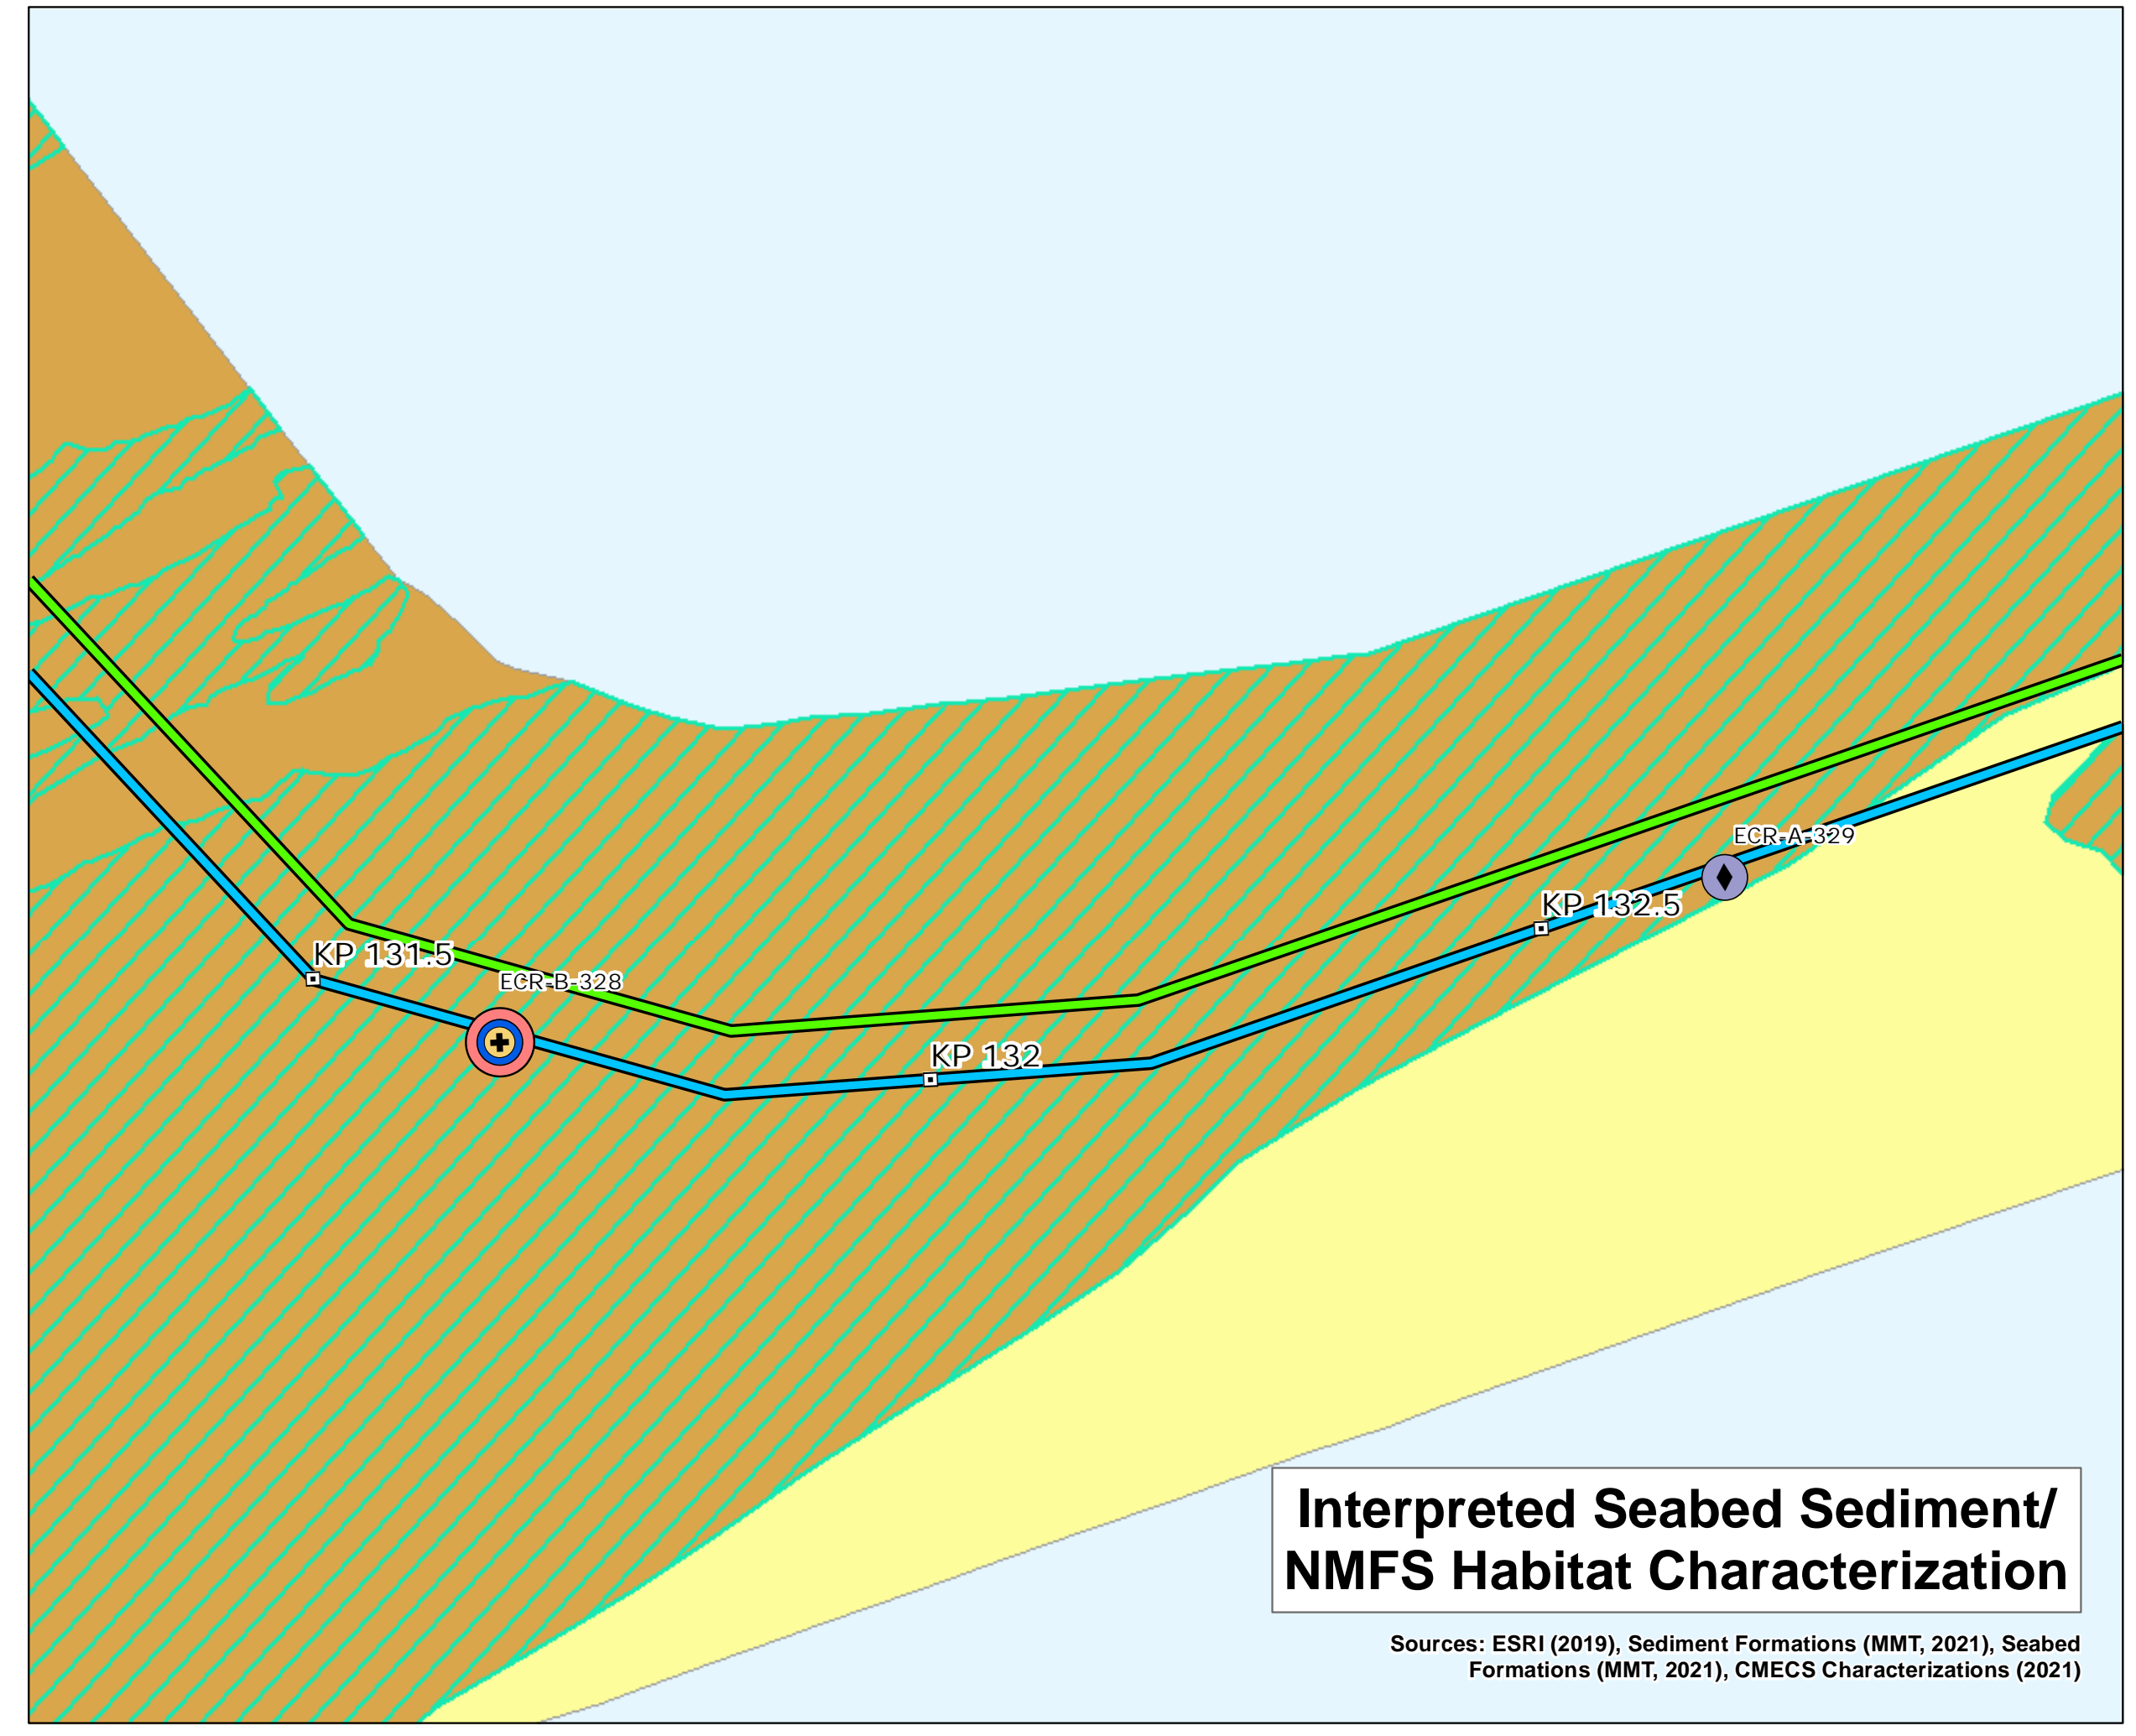 ECR-A-329
KP 132.5
KP 131.5
ECR-B-328
KP 132
Interpreted Seabed Sediment/
NMFS Habitat Characterization
Sources: ESRI (2019), Sediment Formations (MMT, 2021), Seabed
Formations (MMT, 2021), CMECS Characterizations (2021)